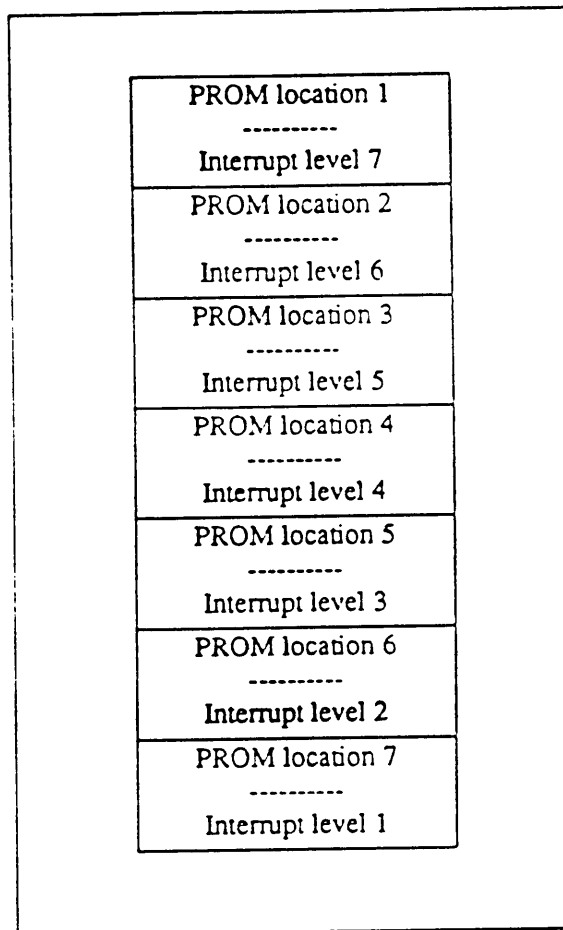 PROM location 1
----------
Interrupt level 7
PROM location 2
----------
Interrupt level 6
PROM location 3
----------
Interrupt level 5
PROM location 4
----------
Interrupt level 4
PROM location 5
----------
Interrupt level 3
PROM location 6
----------
Interrupt level 2
PROM location 7
----------
Interrupt level 1